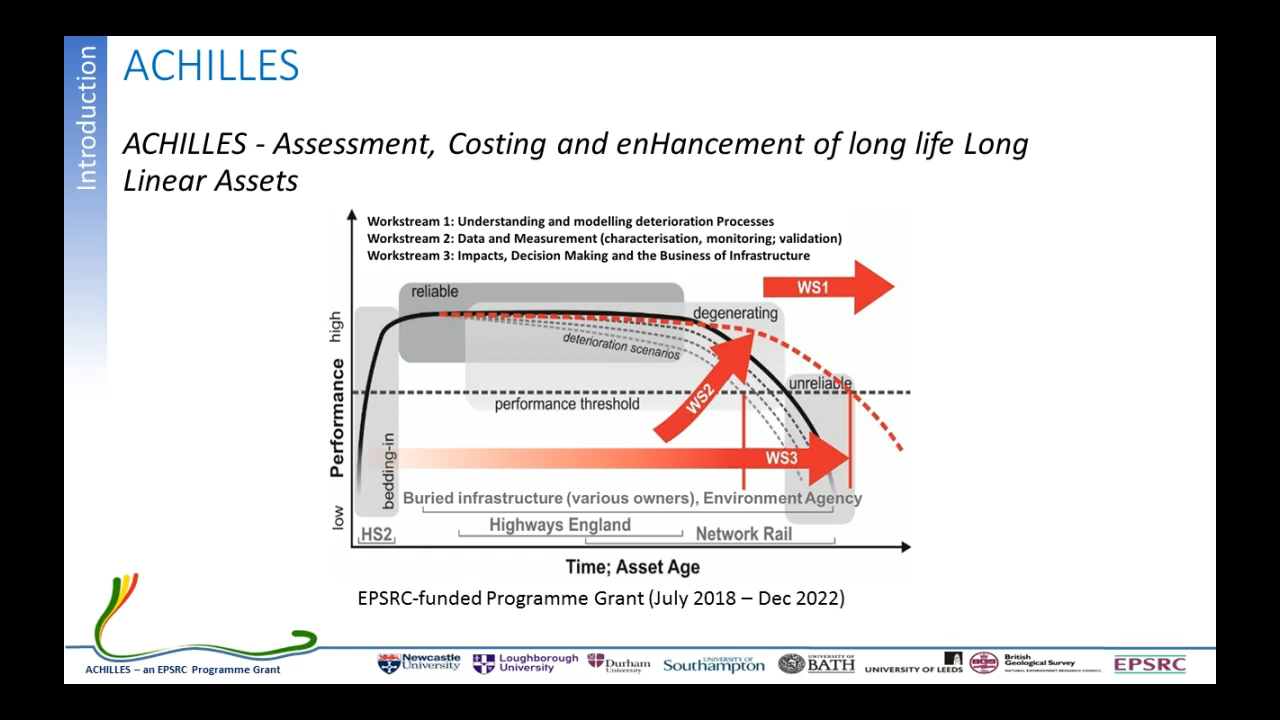 Introduction
ACHILLES
ACHILLES - Assessment, Costing and enHancement of long life Long
Linear Assets
Workstream 1: Understanding and modelling deterioration Processes
Workstream 2: Data and Measurement (characterisation, monitoring; validation)
Workstream 3: Impacts, Decision Making and the Business of Infrastructure
WS1
reliable
degenerating
high
deterioration scenarios
unreliable
performance threshold
WS2
Performance
WS3
bedding-in
Buried infrastructure (various owners), Environment Agency
low
HS2
Highways England
Network Rail
Time; Asset Age
EPSRC-funded Programme Grant (July 2018 – Dec 2022)
ACHILLES – an EPSRC Programme Grant
Newcastle
University
Loughborough
University
Durham
University
UNIVERSITY OF
Southampton
UNIVERSITY OF
BATH
UNIVERSITY OF LEEDS
British
Geological Survey
NATURAL ENVIRONMENT RESEARCH COUNCIL
EPSRC